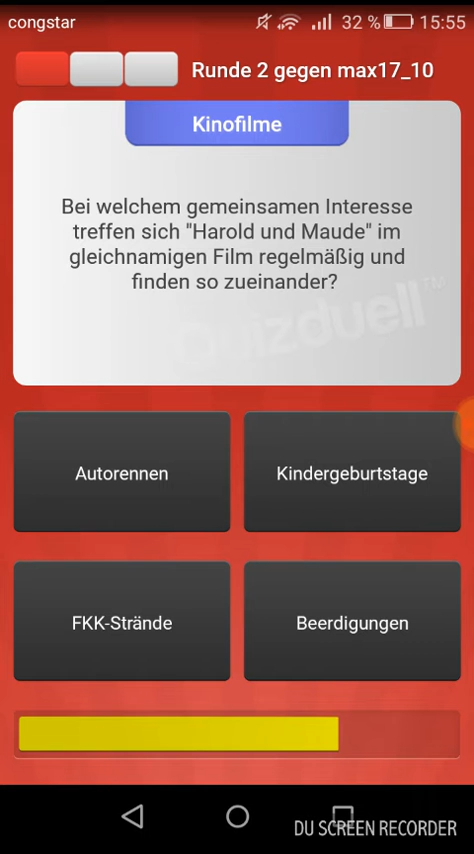 congstar 32 % 15:55
Runde 2 gegen max17_10
Kinofilme
Bei welchem gemeinsamen Interesse
treffen sich "Harold und Maude" im
gleichnamigen Film regelmäßig und
finden so zueinander?
Quizduell™
Autorennen
Kindergeburtstage
FKK-Strände
Beerdigungen
DU SCREEN RECORDER